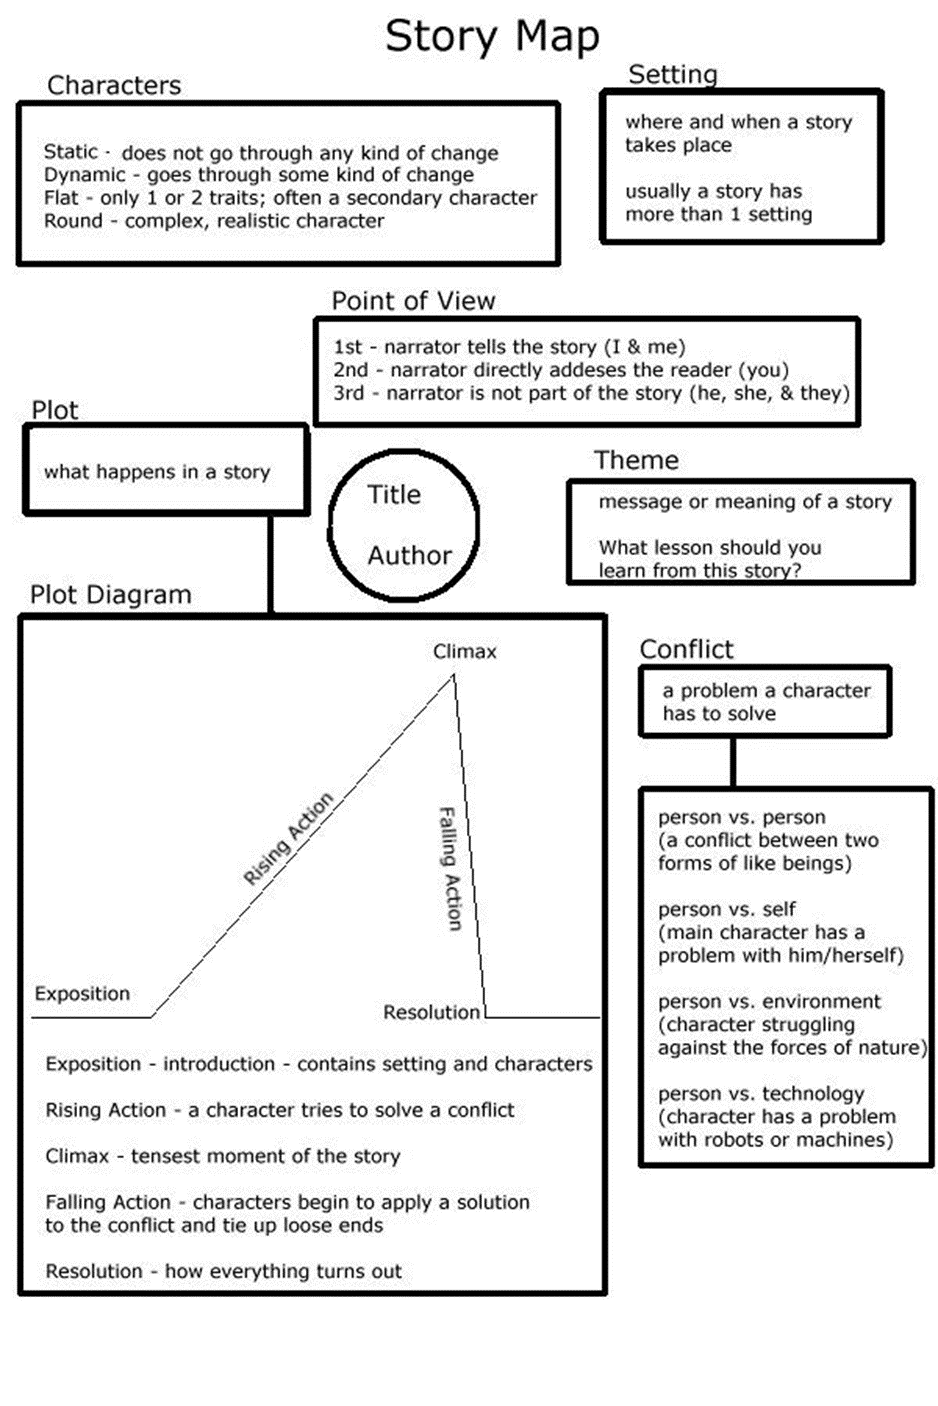 Story Map
Characters
Static - does not go through any kind of change
Dynamic - goes through some kind of change
Flat - only 1 or 2 traits; often a secondary character
Round - complex, realistic character
Setting
where and when a story
takes place
usually a story has
more than 1 setting
Point of View
1st - narrator tells the story (I & me)
2nd - narrator directly addeses the reader (you)
3rd - narrator is not part of the story (he, she, & they)
Plot
what happens in a story
Title
Author
Theme
message or meaning of a story
What lesson should you
learn from this story?
Plot Diagram
Climax
Rising Action
Falling Action
Exposition
Resolution
Exposition - introduction - contains setting and characters
Rising Action - a character tries to solve a conflict
Climax - tensest moment of the story
Falling Action - characters begin to apply a solution
to the conflict and tie up loose ends
Resolution - how everything turns out
Conflict
a problem a character
has to solve
person vs. person
(a conflict between two
forms of like beings)
person vs. self
(main character has a
problem with him/herself)
person vs. environment
(character struggling
against the forces of nature)
person vs. technology
(character has a problem
with robots or machines)